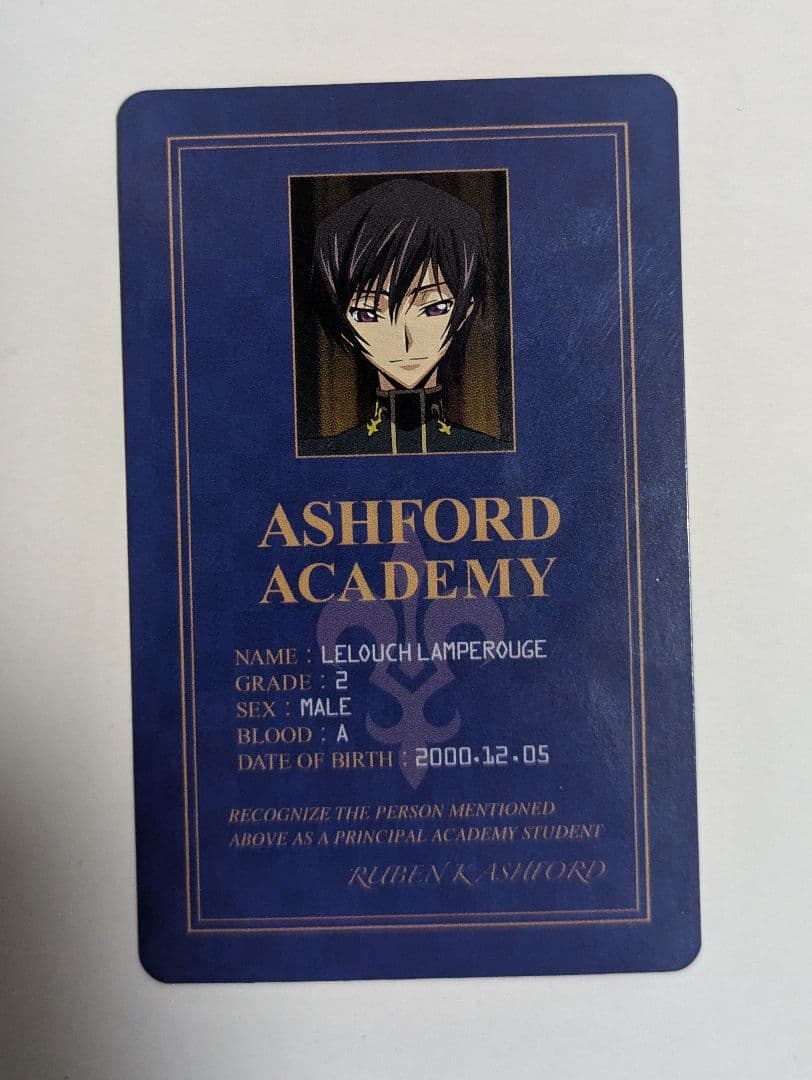 ASHFORD
ACADEMY
NAME : LELOUCH LAMPEROUGE
GRADE : 2
SEX : MALE
BLOOD : A
DATE OF BIRTH : 2000.12.05
RECOGNIZE THE PERSON MENTIONED
ABOVE AS A PRINCIPAL ACADEMY STUDENT
RUBEN K ASHFORD